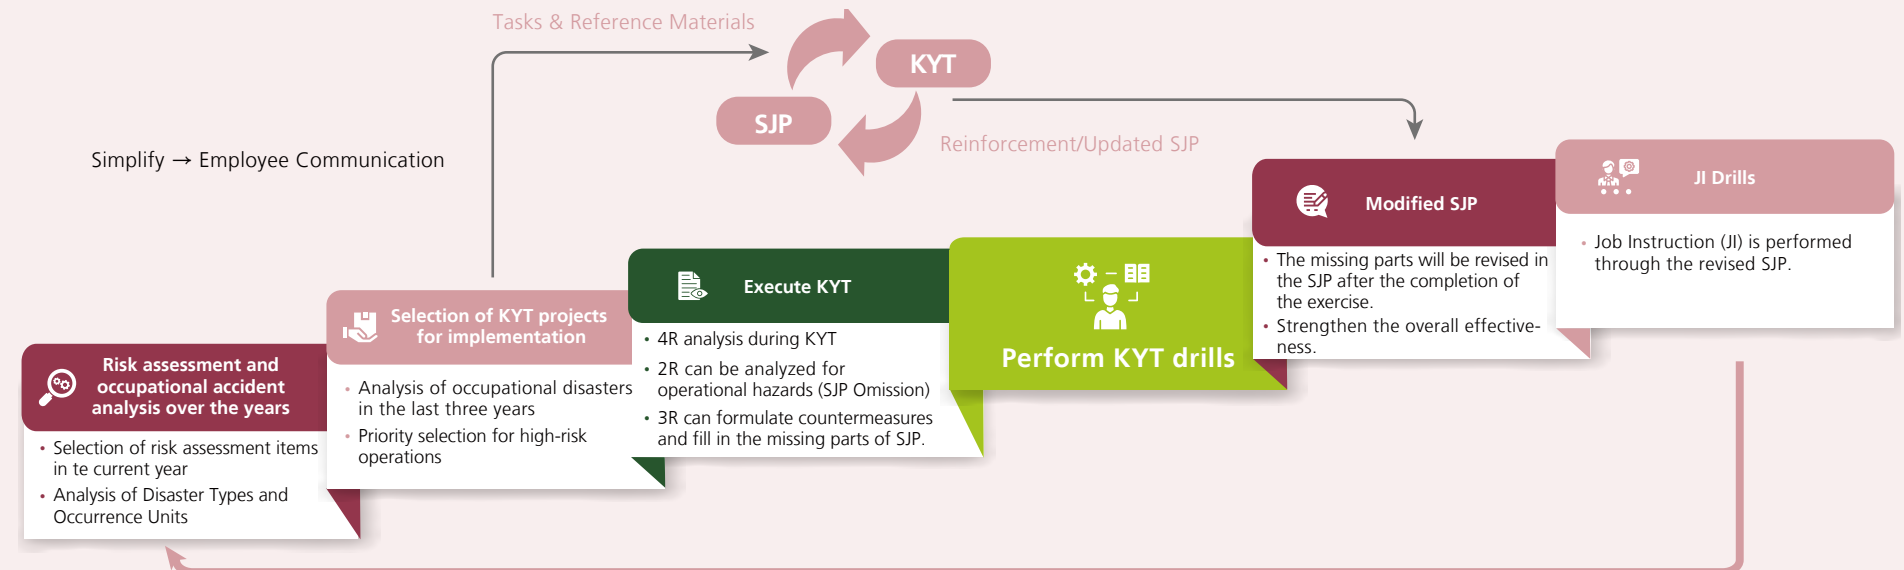 Tasks & Reference Materials
KYT
SJP
Reinforcement/Updated SJP
Simplify → Employee Communication
Risk assessment and
occupational accident
analysis over the years
• Selection of risk assessment items
in te current year
• Analysis of Disaster Types and
Occurrence Units
Selection of KYT projects
for implementation
• Analysis of occupational disasters
in the last three years
• Priority selection for high-risk
operations
Execute KYT
• 4R analysis during KYT
• 2R can be analyzed for
operational hazards (SJP Omission)
• 3R can formulate countermeasures
and fill in the missing parts of SJP.
Perform KYT drills
Modified SJP
• The missing parts will be revised in
the SJP after the completion of
the exercise.
• Strengthen the overall effective-
ness.
JI Drills
• Job Instruction (JI) is performed
through the revised SJP.